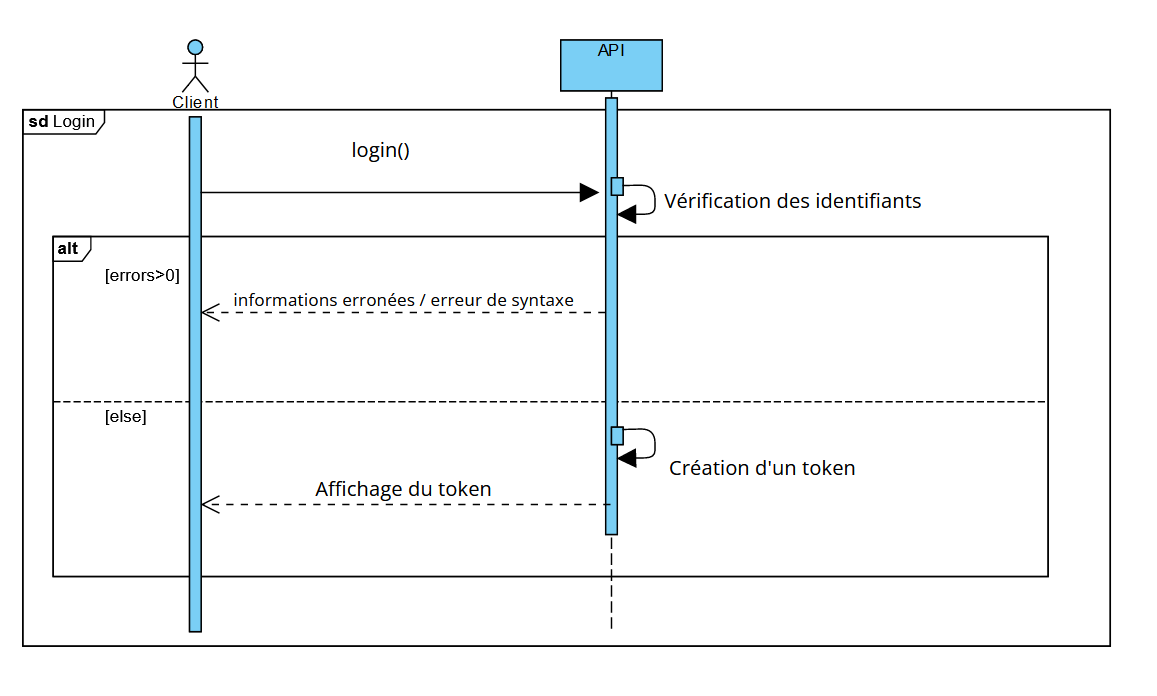 API
Client
sd Login
login()
Vérification des identifiants
alt
[errors>0]
informations erronées / erreur de syntaxe
[else]
Création d'un token
Affichage du token